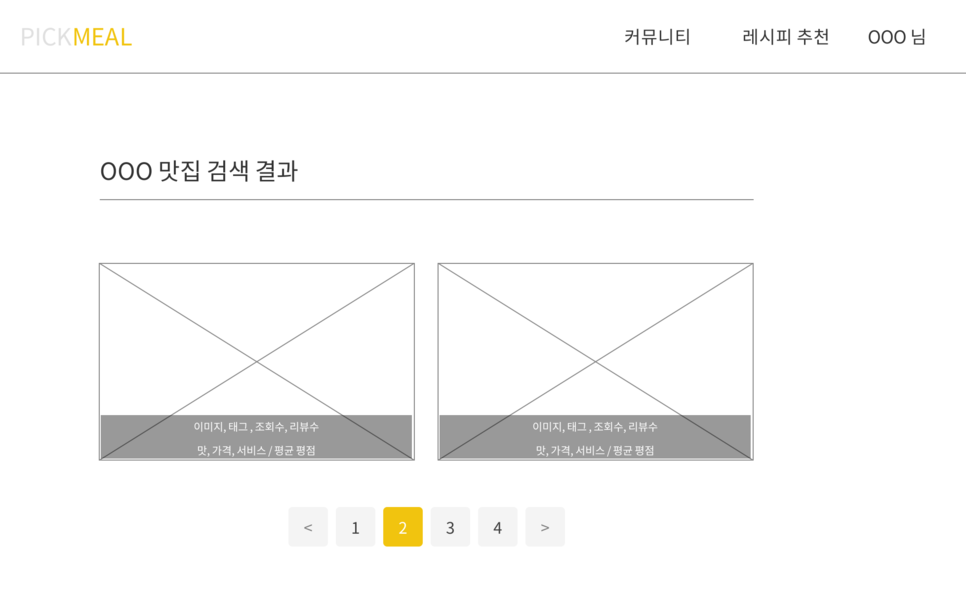 PICKMEAL
커뮤니티 레시피 추천 OOO 님
OOO 맛집 검색 결과
이미지, 태그 , 조회수, 리뷰수
맛, 가격, 서비스 / 평균 평점
이미지, 태그 , 조회수, 리뷰수
맛, 가격, 서비스 / 평균 평점
< 1 2 3 4 >